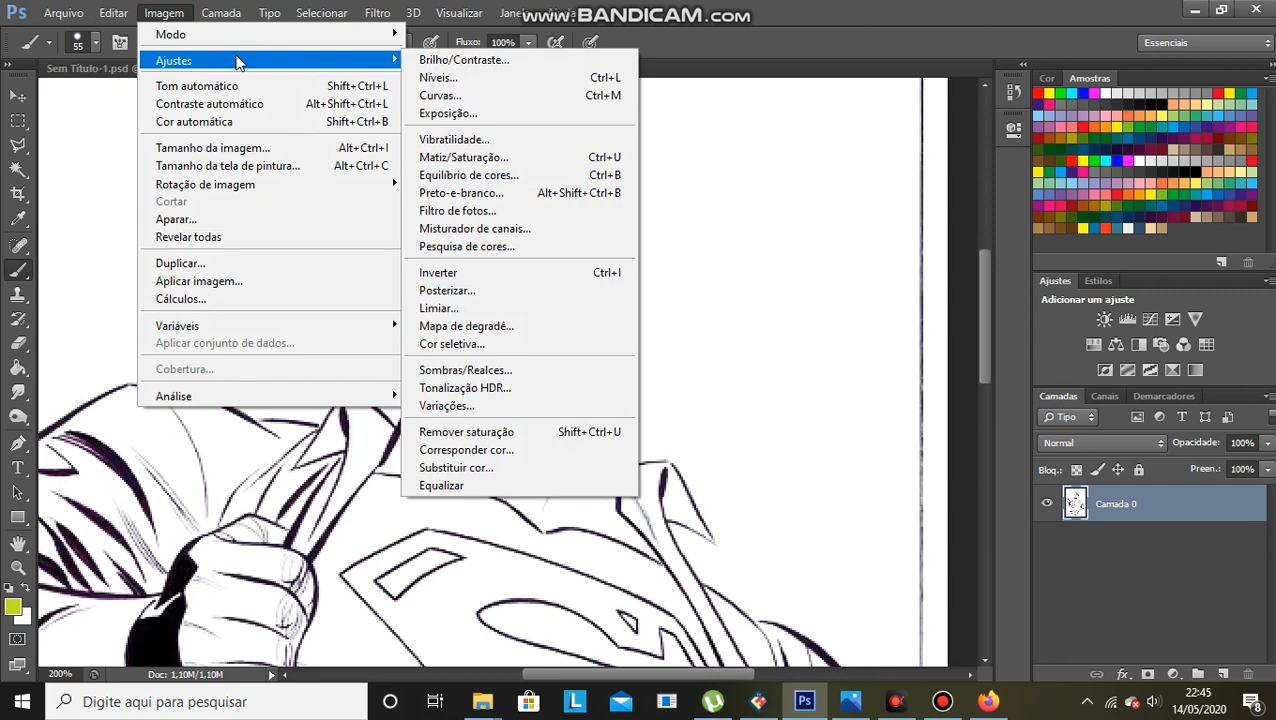 www.BANDICAM.com
Ps Arquivo Editar Imagem Camada Tipo Selecionar Filtro 3D Visualizar
55
Fluxo: 100%
Essenciais
Sem Título-1.psd
Modo
Ajustes
Tom automático Shift+Ctrl+L
Contraste automático Alt+Shift+Ctrl+L
Cor automática Shift+Ctrl+B
Tamanho da imagem... Alt+Ctrl+I
Tamanho da tela de pintura... Alt+Ctrl+C
Rotação de imagem
Cortar
Aparar...
Revelar todas
Duplicar...
Aplicar imagem...
Cálculos...
Variáveis
Aplicar conjunto de dados...
Cobertura...
Análise
Brilho/Contraste...
Níveis... Ctrl+L
Curvas... Ctrl+M
Exposição...
Vibratilidade...
Matiz/Saturação... Ctrl+U
Equilíbrio de cores... Ctrl+B
Preto-e-branco... Alt+Shift+Ctrl+B
Filtro de fotos...
Misturador de canais...
Pesquisa de cores...
Inverter Ctrl+I
Posterizar...
Limiar...
Mapa de degradê...
Cor seletiva...
Sombras/Realces...
Tonalização HDR...
Variações...
Remover saturação Shift+Ctrl+U
Corresponder cor...
Substituir cor...
Equalizar
Cor Amostras
Ajustes Estilos
Adicionar um ajuste
Camadas Canais Demarcadores
Tipo
Normal Opacidade: 100%
Bloq.: Preen.: 100%
Camada 0
200% Doc: 1,10M/1,10M
Digite aqui para pesquisar
L
Ps
22:45
14/05/2020
8